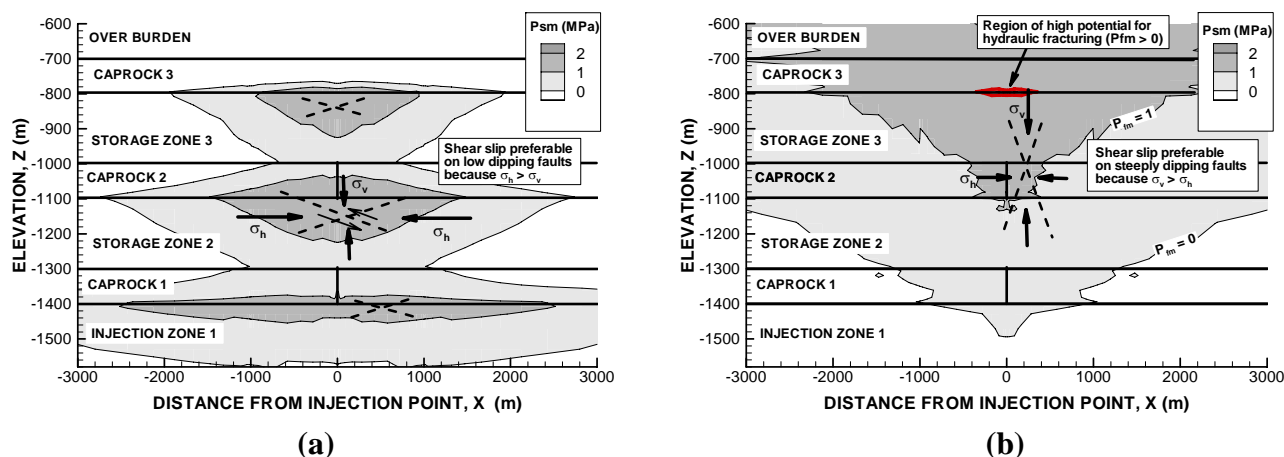 Psm (MPa)
2
1
0
-600
-700
-800
-900
-1000
-1100
-1200
-1300
-1400
-1500
ELEVATION, Z (m)
OVER BURDEN
CAPROCK 3
STORAGE ZONE 3
CAPROCK 2
STORAGE ZONE 2
CAPROCK 1
INJECTION ZONE 1
Shear slip preferable
on low dipping faults
because σh > σv
σv
σh
σh
-3000 -2000 -1000 0 1000 2000 3000
DISTANCE FROM INJECTION POINT, X (m)
(a)
Psm (MPa)
2
1
0
-600
-700
-800
-900
-1000
-1100
-1200
-1300
-1400
-1500
ELEVATION, Z (m)
OVER BURDEN
CAPROCK 3
STORAGE ZONE 3
CAPROCK 2
STORAGE ZONE 2
CAPROCK 1
INJECTION ZONE 1
Region of high potential for
hydraulic fracturing (Pfm > 0)
σv
Pfm = 1
Shear slip preferable
on steeply dipping faults
because σv > σh
σh
Pfm = 0
-3000 -2000 -1000 0 1000 2000 3000
DISTANCE FROM INJECTION POINT, X (m)
(b)